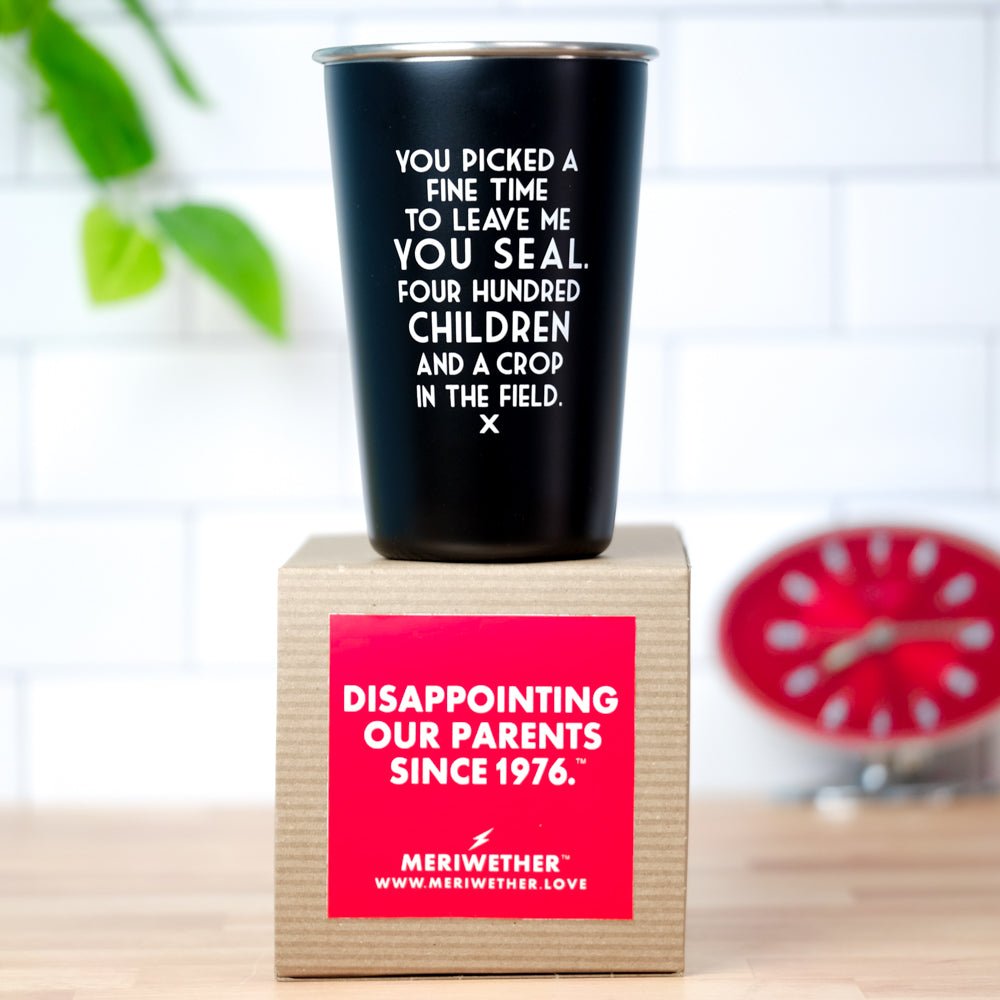 YOU PICKED A
FINE TIME
TO LEAVE ME
YOU SEAL.
FOUR HUNDRED
CHILDREN
AND A CROP
IN THE FIELD.
X
DISAPPOINTING
OUR PARENTS
SINCE 1976.™
MERIWETHER™
WWW.MERIWETHER.LOVE